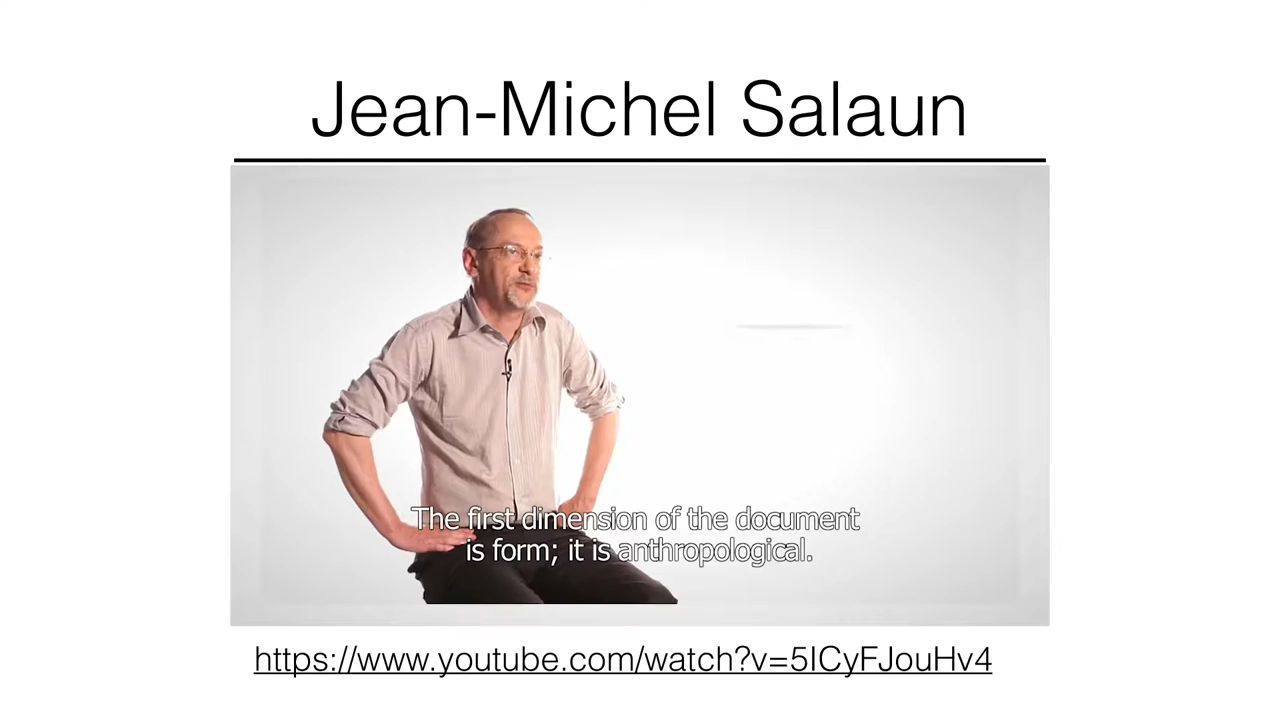 Jean-Michel Salaun
The first dimension of the document
is form; it is anthropological.
https://www.youtube.com/watch?v=5ICyFJouHv4